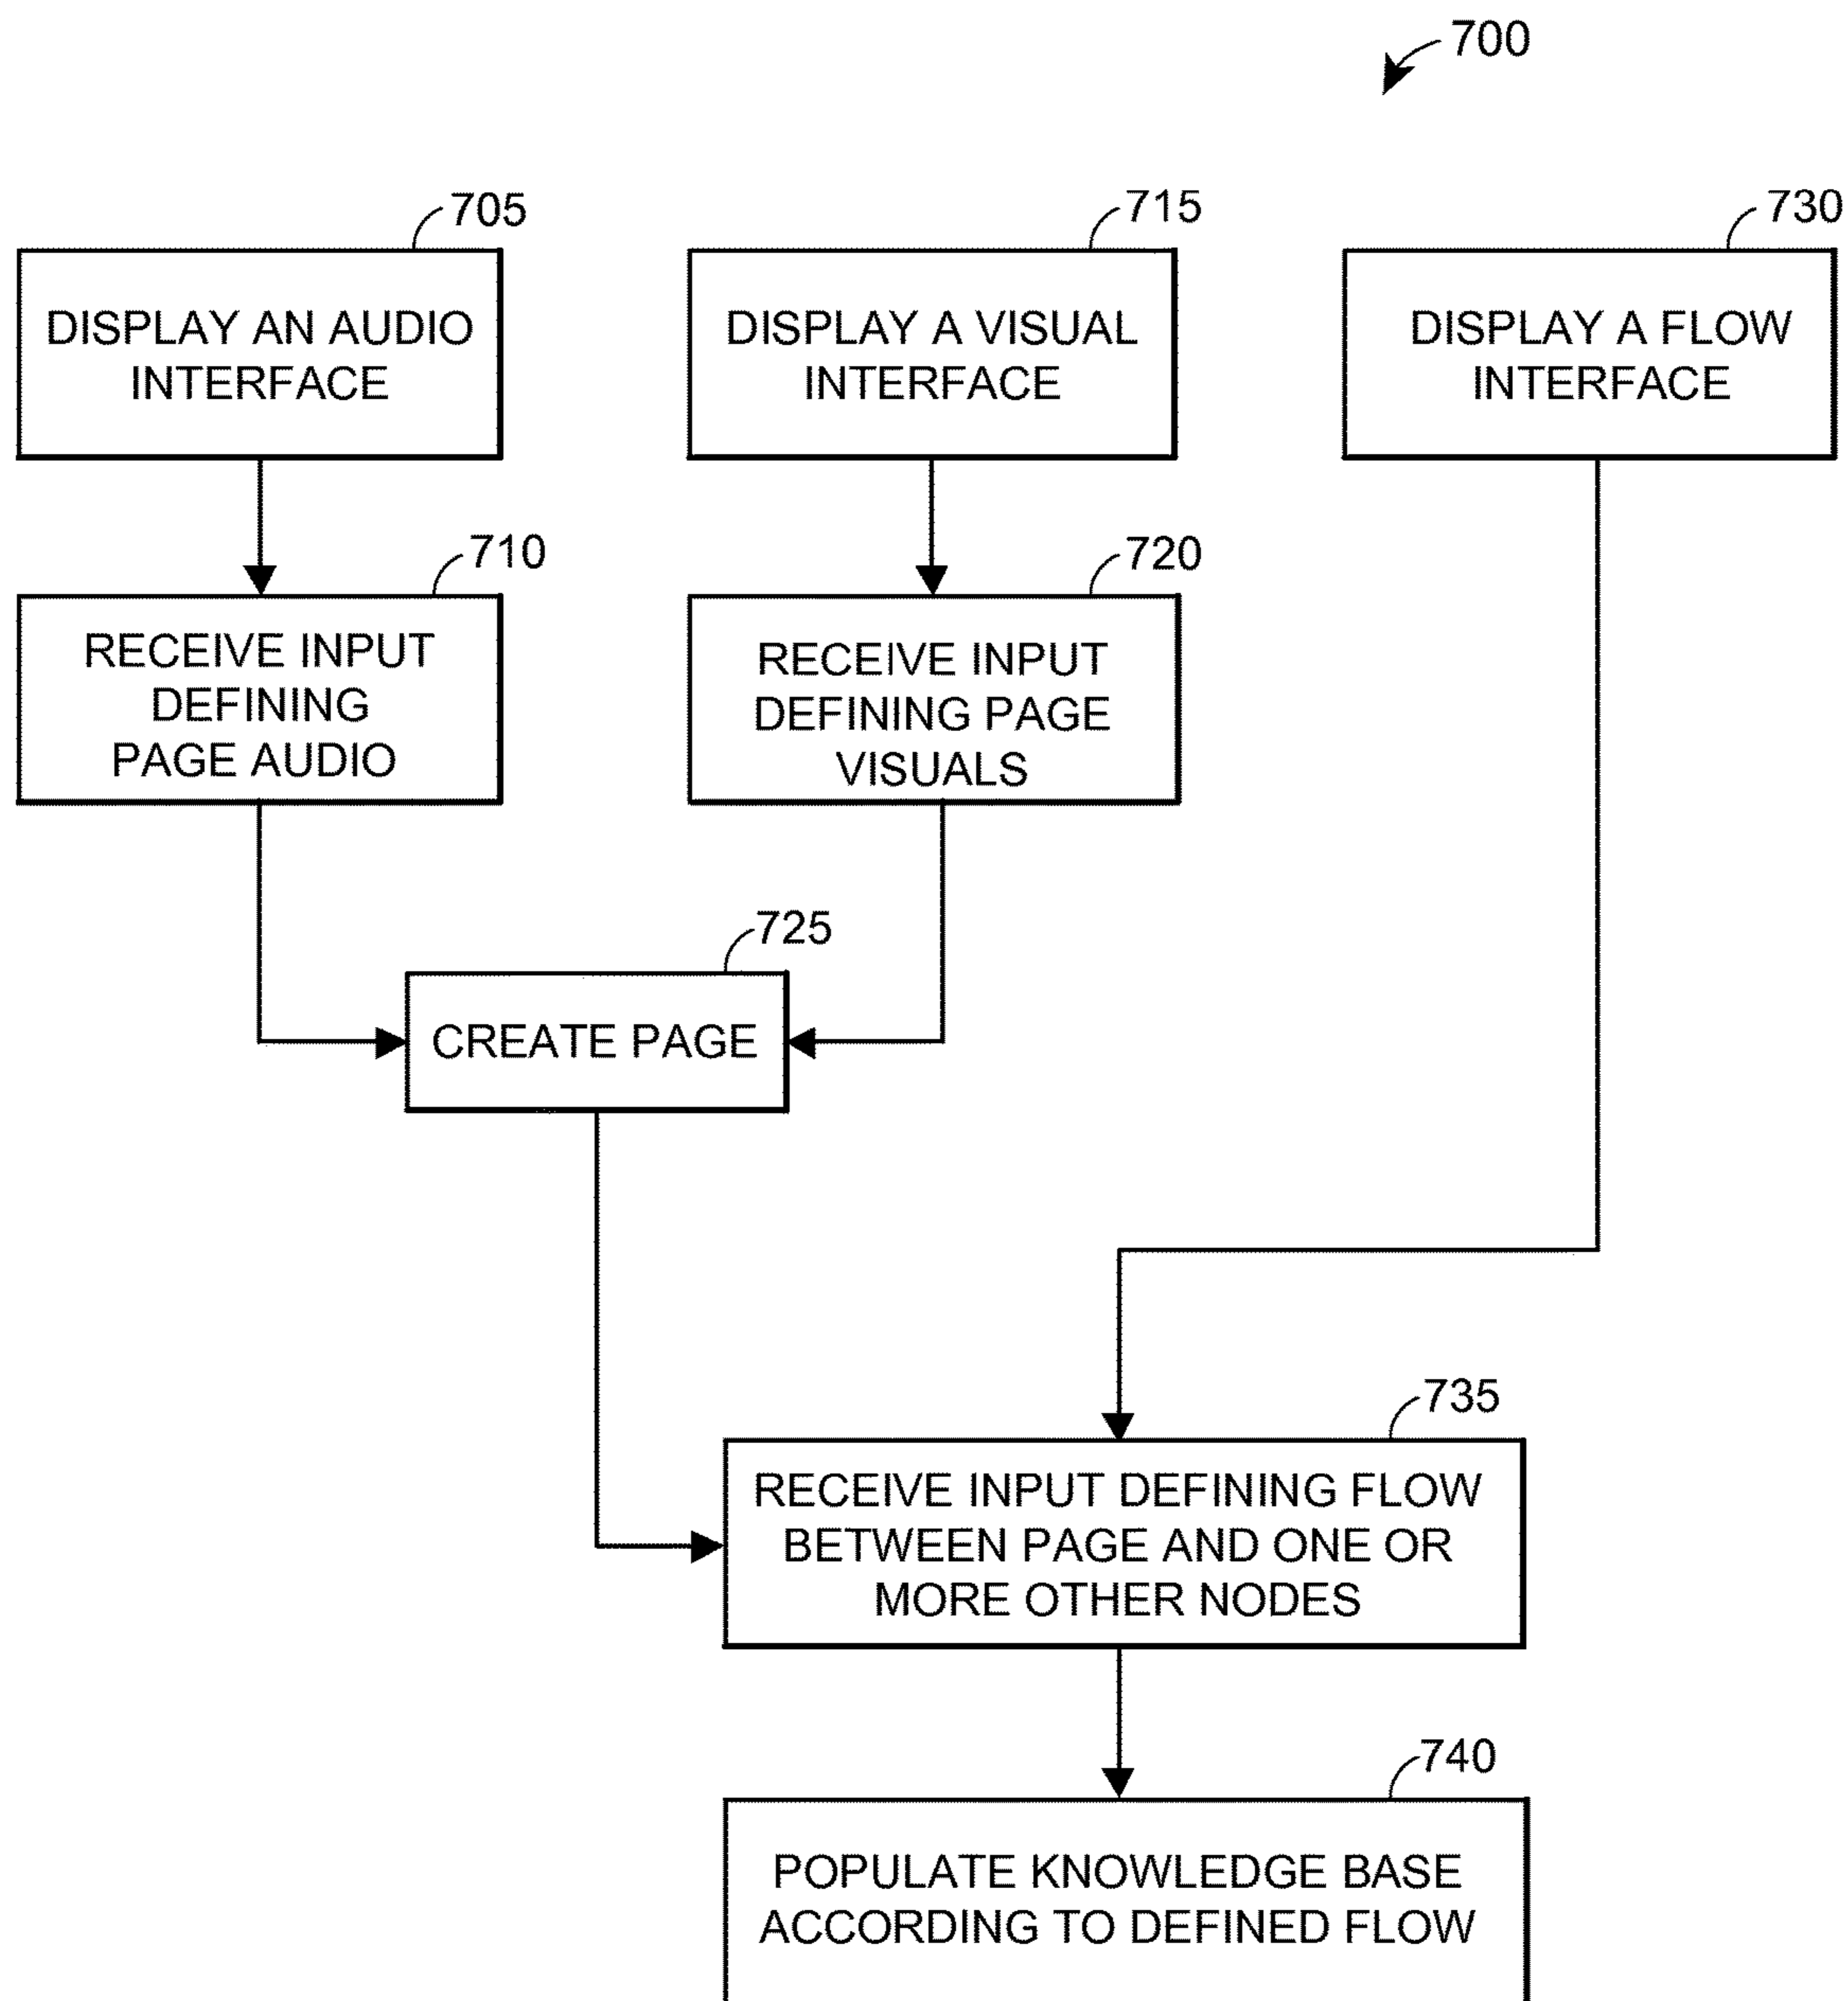 700
705
DISPLAY AN AUDIO
INTERFACE
715
DISPLAY A VISUAL
INTERFACE
730
DISPLAY A FLOW
INTERFACE
710
RECEIVE INPUT
DEFINING
PAGE AUDIO
720
RECEIVE INPUT
DEFINING PAGE
VISUALS
725
CREATE PAGE
735
RECEIVE INPUT DEFINING FLOW
BETWEEN PAGE AND ONE OR
MORE OTHER NODES
740
POPULATE KNOWLEDGE BASE
ACCORDING TO DEFINED FLOW